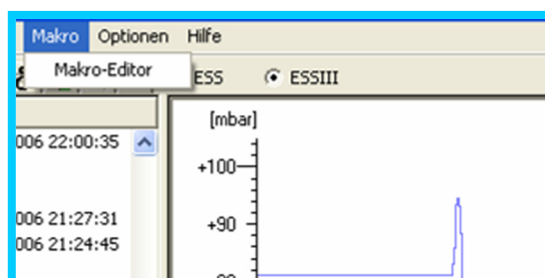 Makro Optionen Hilfe
Makro-Editor
ESS ESSIII
[mbar]
006 22:00:35
+100
006 21:27:31
+90
006 21:24:45